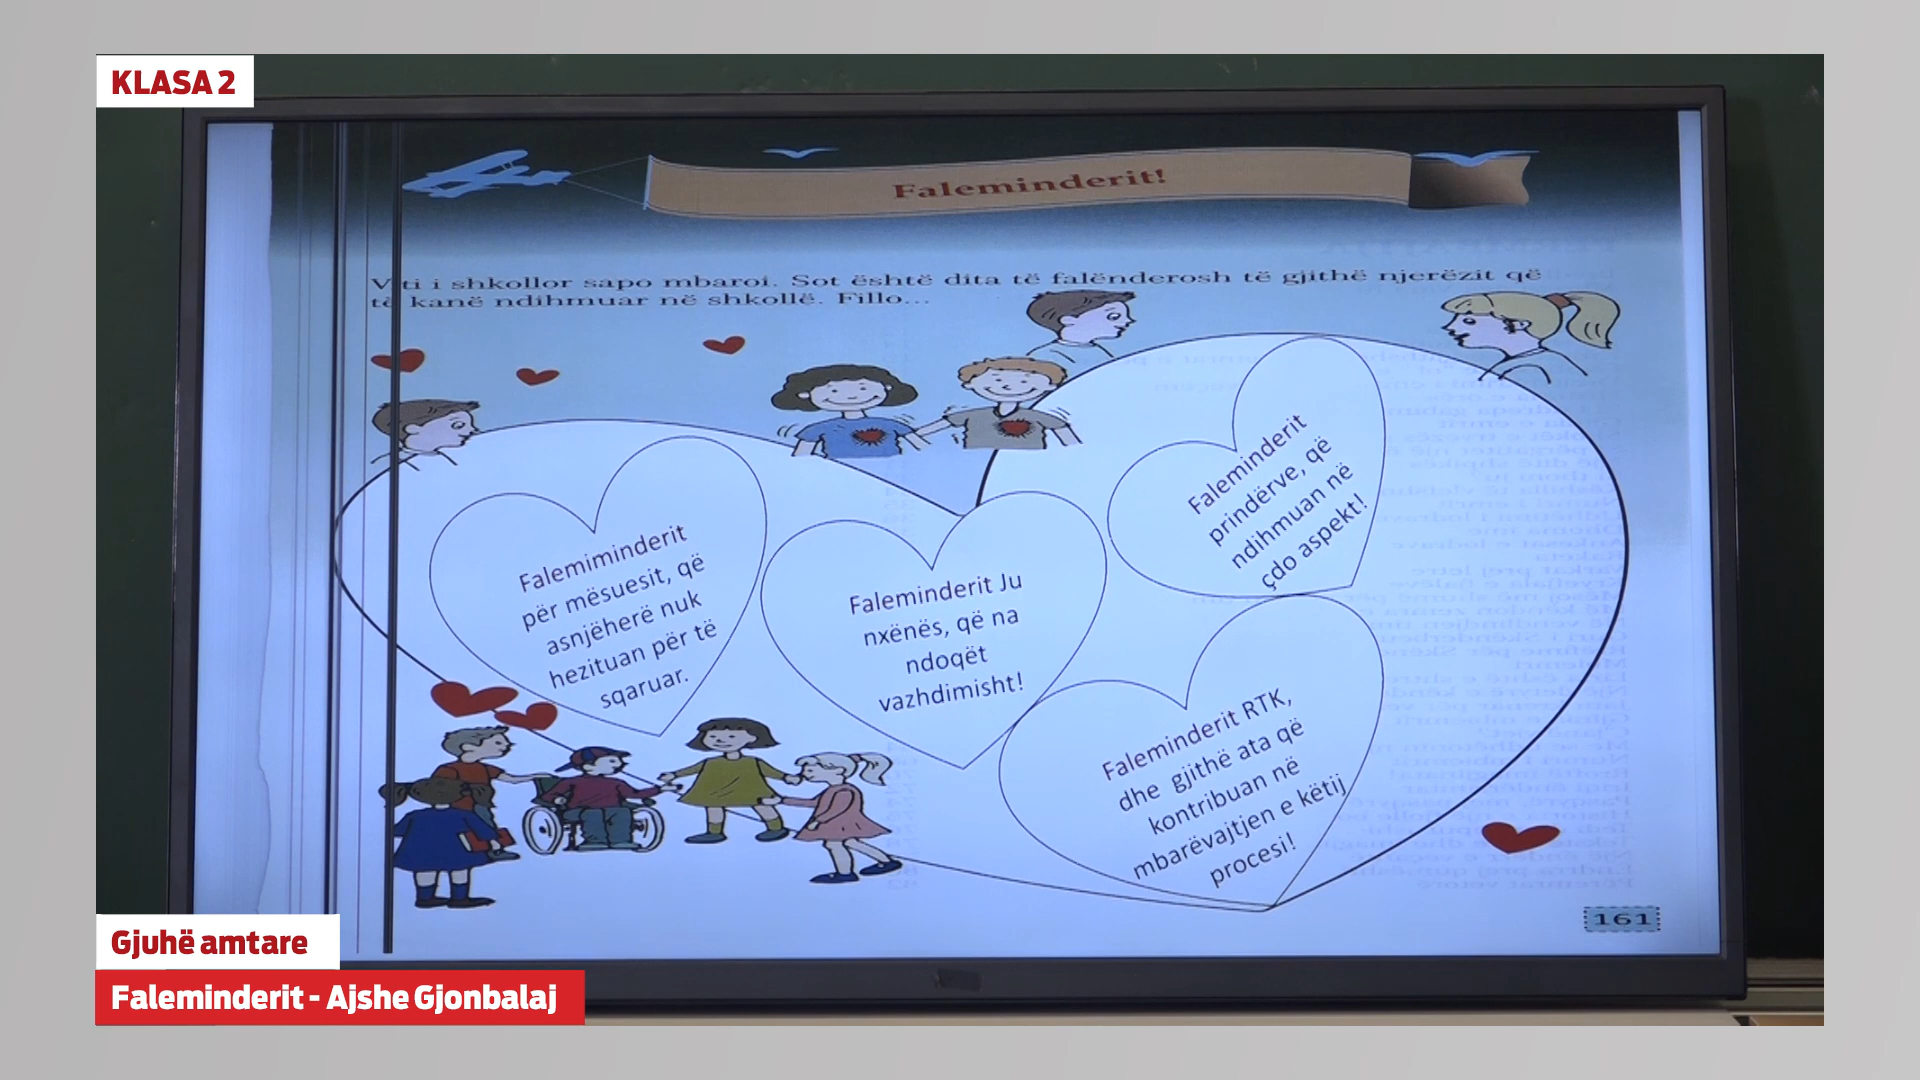 KLASA 2
Faleminderit!
Viti i shkollor sapo mbaroi. Sot është dita të falënderosh të gjithë njerëzit që
të kanë ndihmuar në shkollë. Fillo...
Falemiminderit
për mësuesit, që
asnjëherë nuk
hezituan për të
sqaruar.
Faleminderit Ju
nxënës, që na
ndoqët
vazhdimisht!
Faleminderit
prindërve, që
ndihmuan në
çdo aspekt!
Faleminderit RTK,
dhe gjithë ata që
kontribuan në
mbarëvajtjen e këtij
procesi!
161
Gjuhë amtare
Faleminderit - Ajshe Gjonbalaj